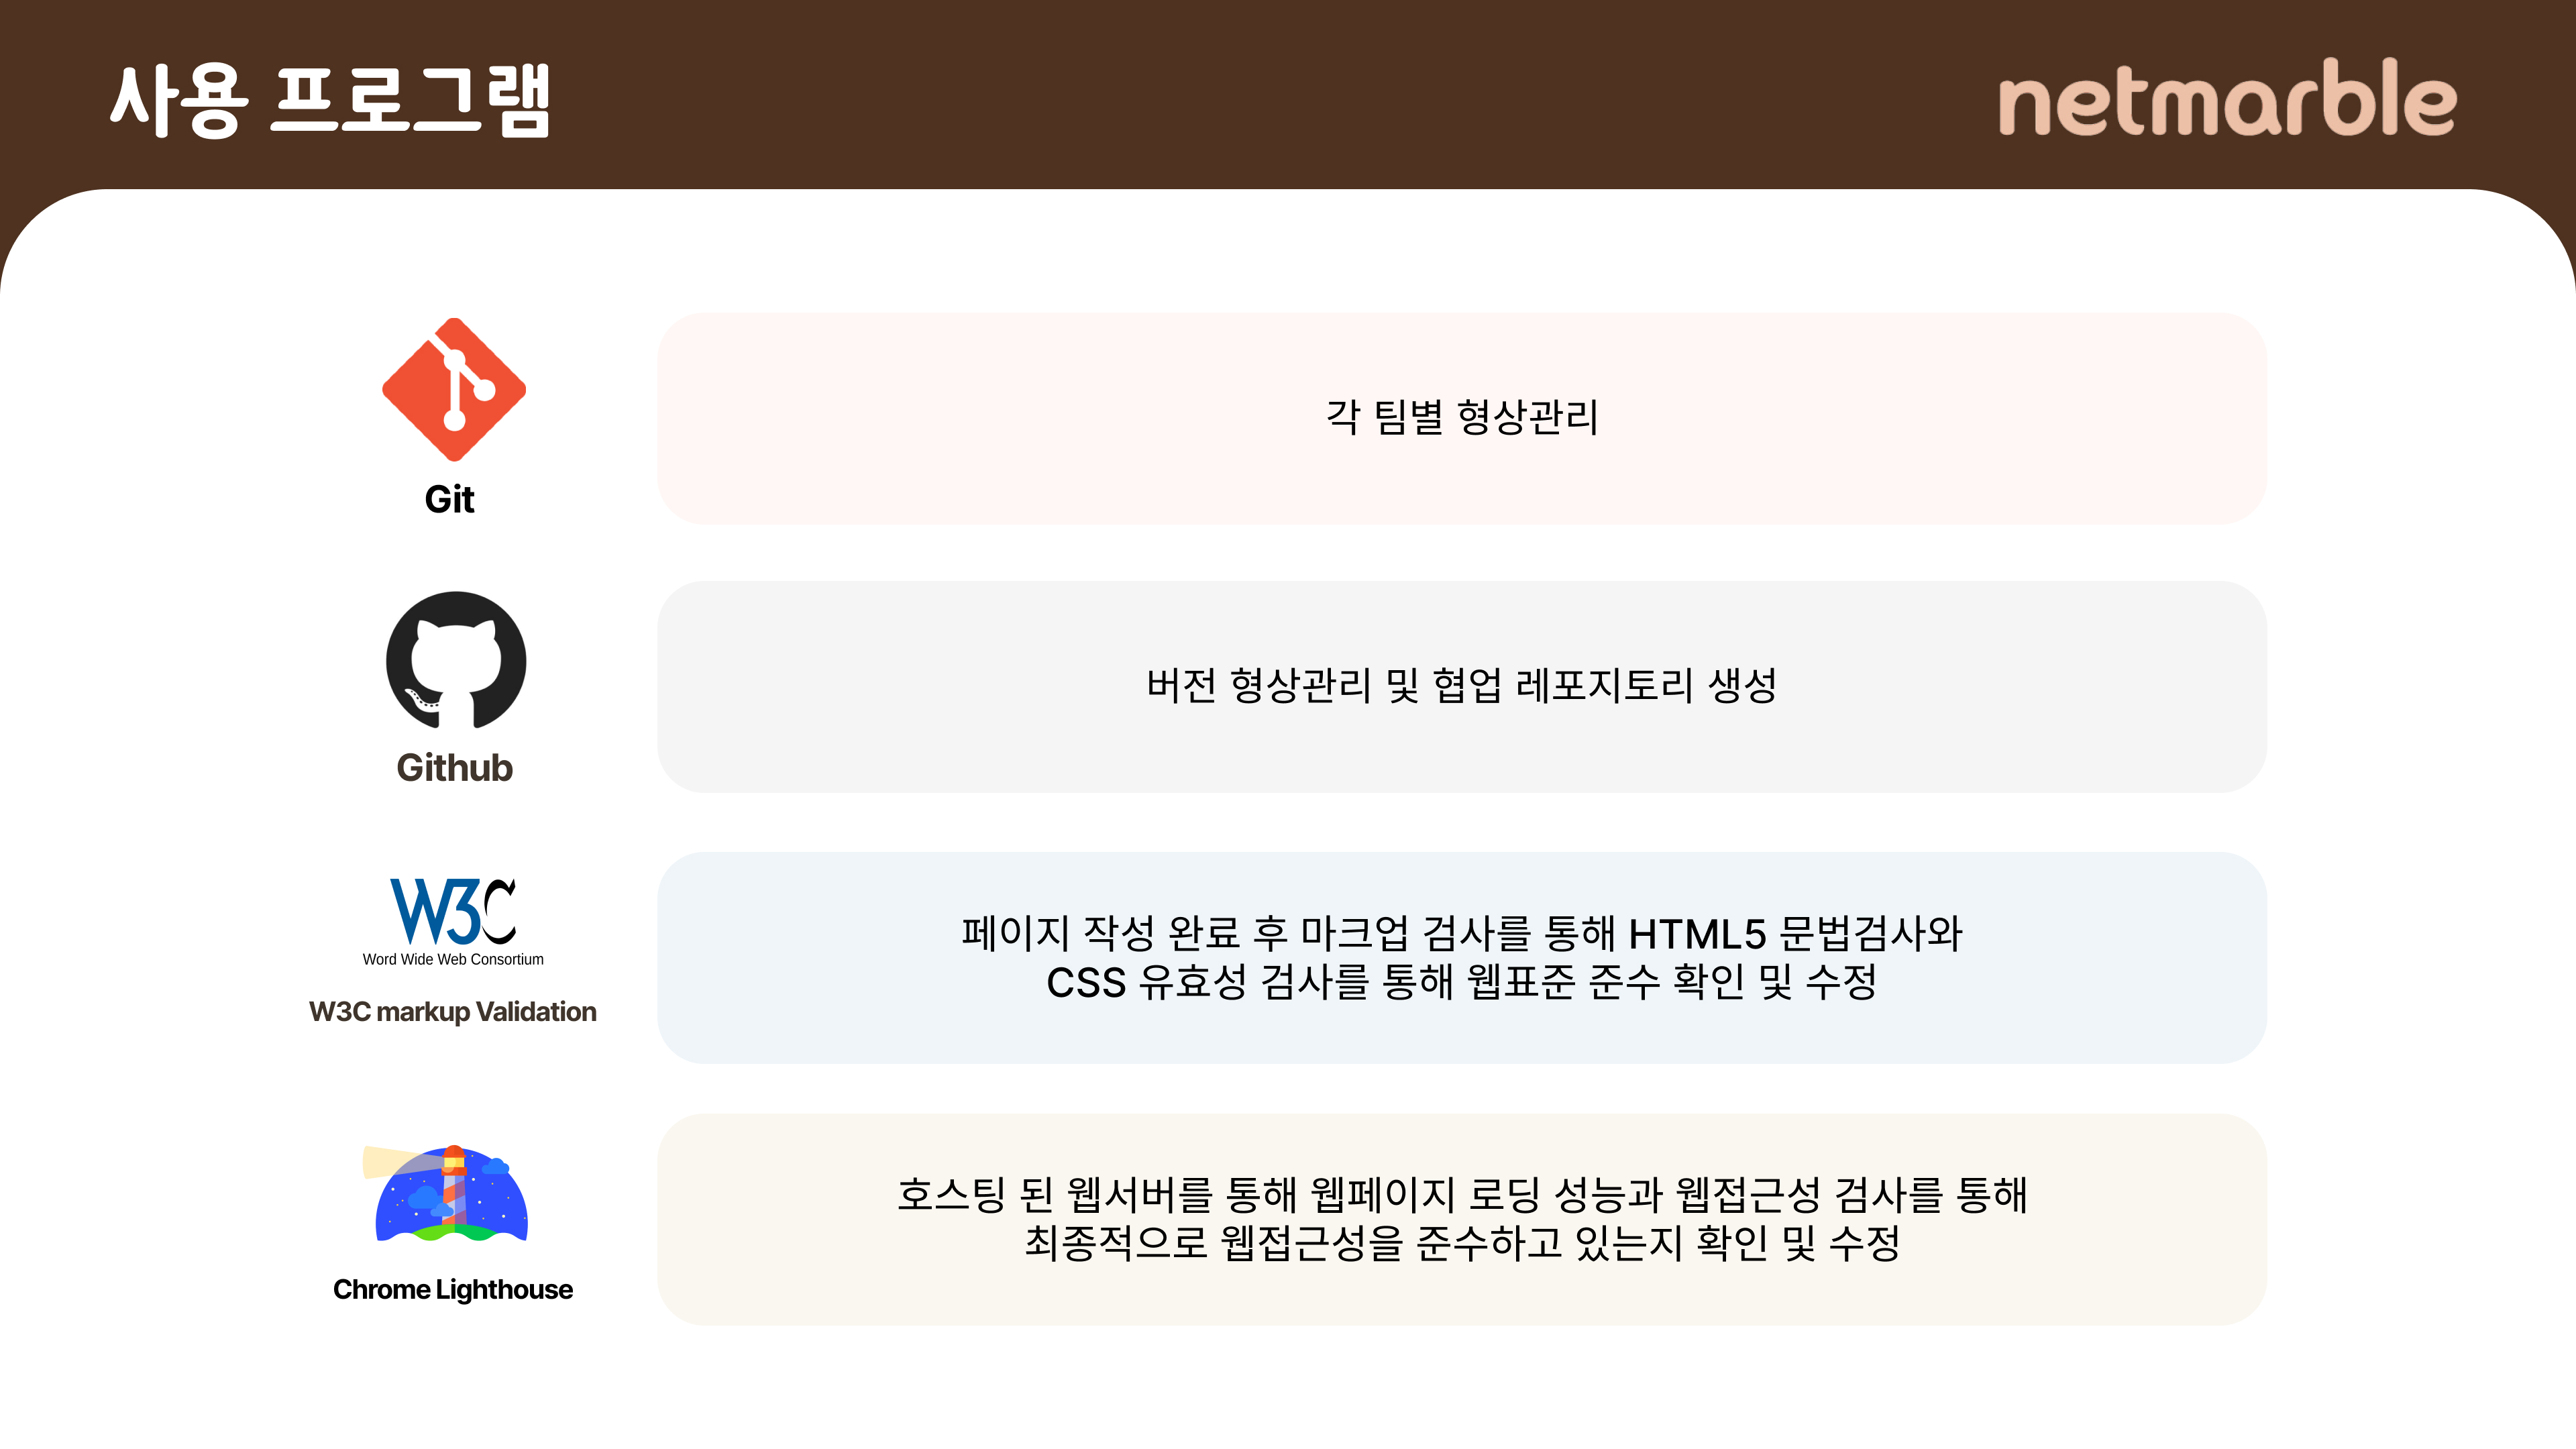 사용 프로그램
netmarble
Git
각 팀별 형상관리
Github
버전 형상관리 및 협업 레포지토리 생성
W3C
Word Wide Web Consortium
W3C markup Validation
페이지 작성 완료 후 마크업 검사를 통해 HTML5 문법검사와
CSS 유효성 검사를 통해 웹표준 준수 확인 및 수정
Chrome Lighthouse
호스팅 된 웹서버를 통해 웹페이지 로딩 성능과 웹접근성 검사를 통해
최종적으로 웹접근성을 준수하고 있는지 확인 및 수정